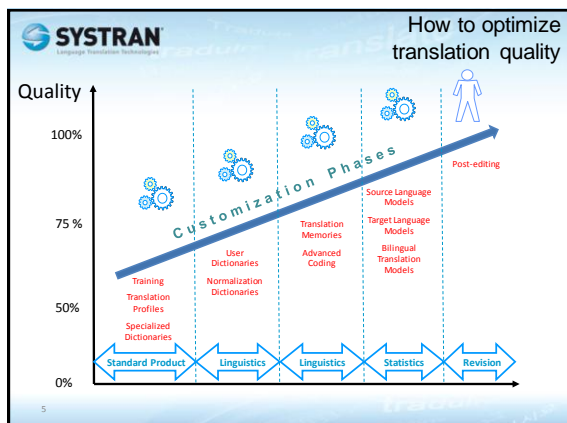 SYSTRAN
Language Translation Technologies
How to optimize
translation quality
Quality
100%
75 %
50%
0%
Customization Phases
Training
Translation
Profiles
Specialized
Dictionaries
User
Dictionaries
Normalization
Dictionaries
Translation
Memories
Advanced
Coding
Source Language
Models
Target Language
Models
Bilingual
Translation
Models
Post-editing
Standard Product
Linguistics
Linguistics
Statistics
Revision
5